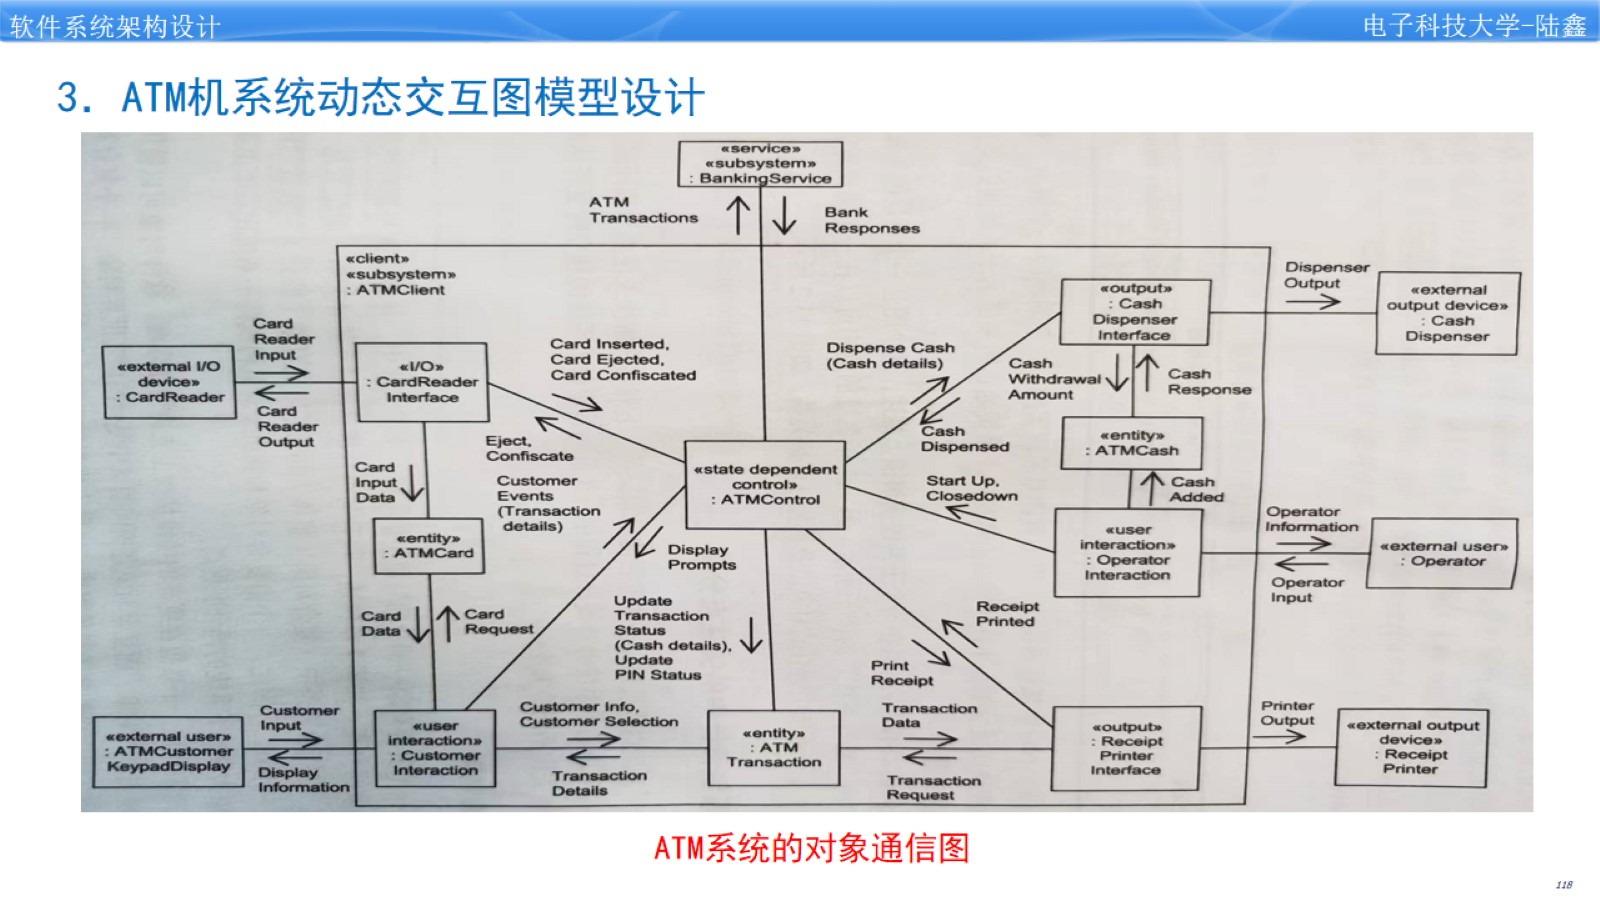 软件系统架构设计
电子科技大学-陆鑫
3. ATM机系统动态交互图模型设计
«service»
«subsystem»
: BankingService
ATM
Transactions
Bank
Responses
«client»
«subsystem»
: ATMClient
Card
Reader
Input
Card
Reader
Output
«external I/O
device»
: CardReader
«I/O»
: CardReader
Interface
Card Inserted,
Card Ejected,
Card Confiscated
Eject,
Confiscate
Dispense Cash
(Cash details)
Cash
Dispensed
«output»
: Cash
Dispenser
Interface
Dispenser
Output
«external
output device»
: Cash
Dispenser
Cash
Withdrawal
Amount
Cash
Response
«entity»
: ATMCash
Cash
Added
Card
Input
Data
Customer
Events
(Transaction
details)
«state dependent
control»
: ATMControl
Start Up,
Closedown
«user
interaction»
: Operator
Interaction
Operator
Information
Operator
Input
«external user»
: Operator
«entity»
: ATMCard
Display
Prompts
Card
Data
Card
Request
Update
Transaction
Status
(Cash details),
Update
PIN Status
Receipt
Printed
Print
Receipt
«external user»
: ATMCustomer
KeypadDisplay
Customer
Input
Display
Information
«user
interaction»
: Customer
Interaction
Customer Info,
Customer Selection
Transaction
Details
«entity»
: ATM
Transaction
Transaction
Data
Transaction
Request
«output»
: Receipt
Printer
Interface
Printer
Output
«external output
device»
: Receipt
Printer
ATM系统的对象通信图
118